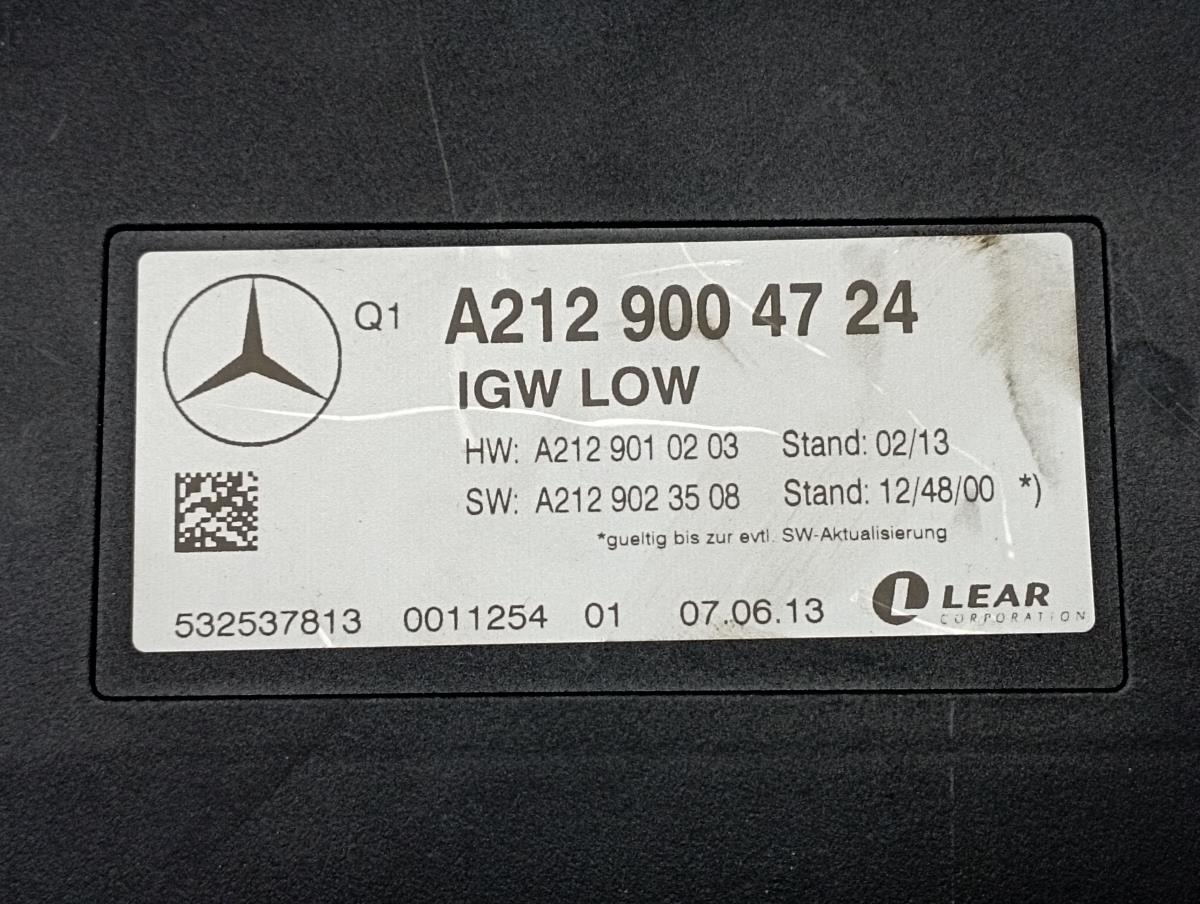 Q1 A212 900 47 24
IGW LOW
HW: A212 901 02 03 Stand: 02/13
SW: A212 902 35 08 Stand: 12/48/00 *)
*gueltig bis zur evtl. SW-Aktualisierung
532537813 0011254 01 07.06.13
LEAR
CORPORATION